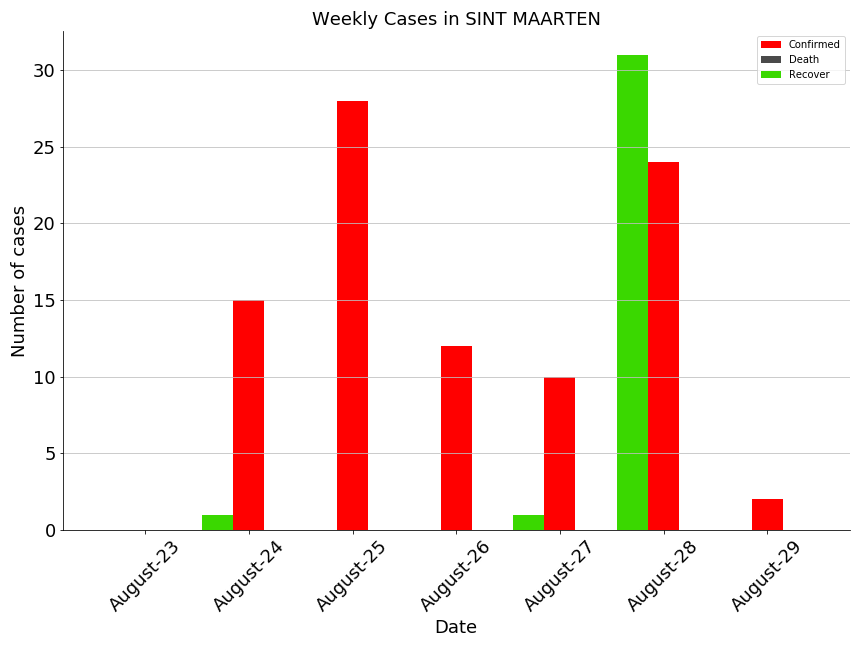 Weekly Cases in SINT MAARTEN
Confirmed
Death
Recover
Number of cases
30
25
20
15
10
5
0
August-23
August-24
August-25
August-26
August-27
August-28
August-29
Date